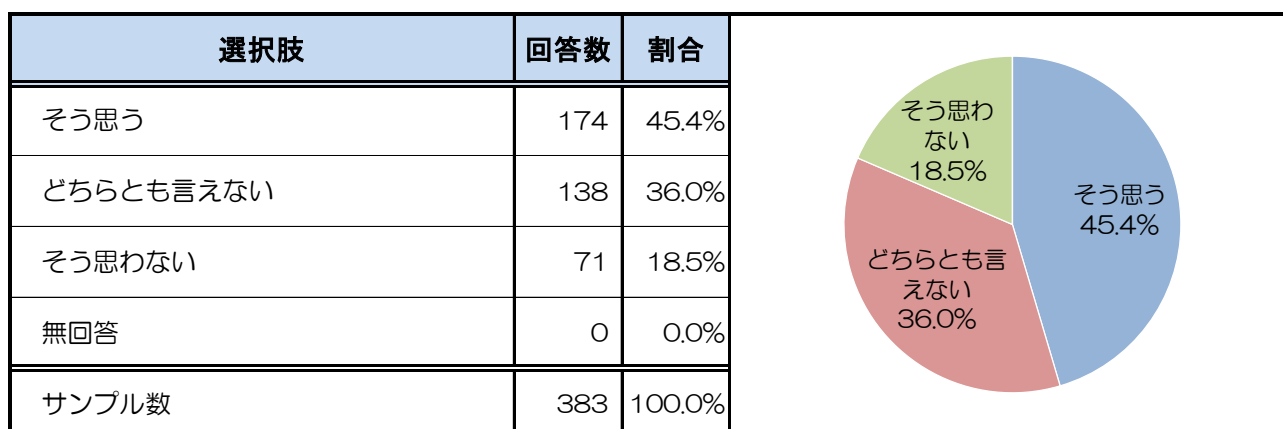 選択肢 回答数 割合
そう思う 174 45.4%
どちらとも言えない 138 36.0%
そう思わない 71 18.5%
無回答 0 0.0%
サンプル数 383 100.0%
そう思わ
ない
18.5%
そう思う
45.4%
どちらとも言
えない
36.0%